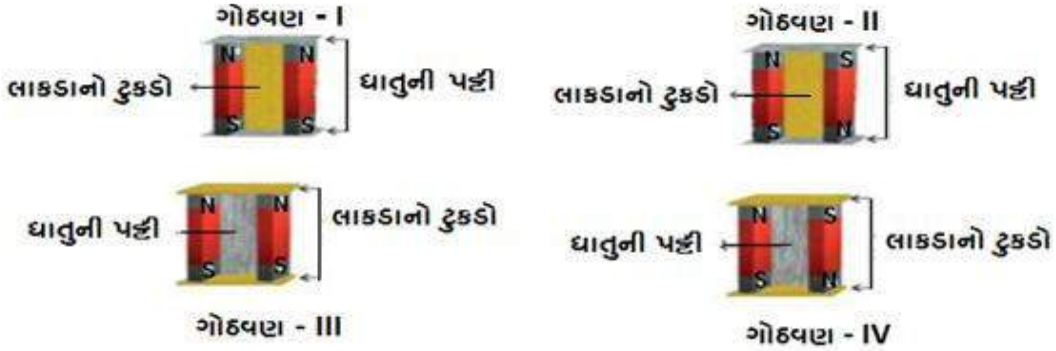 ગોઠવણ - I
N N
લાકડાનો ટુકડો
ધાતુની પટ્ટી
S S
ગોઠવણ - II
N S
લાકડાનો ટુકડો
ધાતુની પટ્ટી
S N
N N
ધાતુની પટ્ટી
લાકડાનો ટુકડો
S S
ગોઠવણ - III
N S
ધાતુની પટ્ટી
લાકડાનો ટુકડો
S N
ગોઠવણ - IV